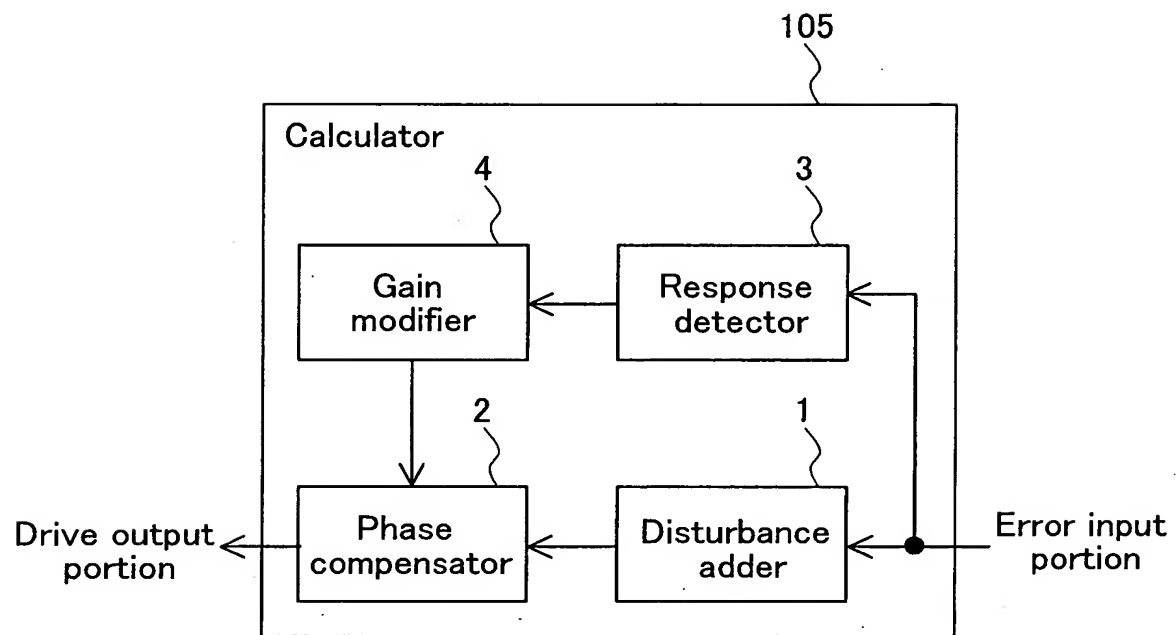 105
Calculator
4
3
Gain
modifier
Response
detector
2
1
Phase
compensator
Disturbance
adder
Drive output
portion
Error input
portion